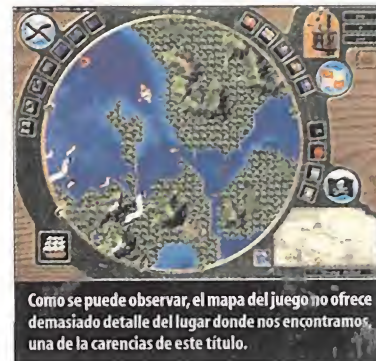 Como se puede observar, el mapa del juego no ofrece
demasiado detalle del lugar donde nos encontramos,
una de la carencias de este título.